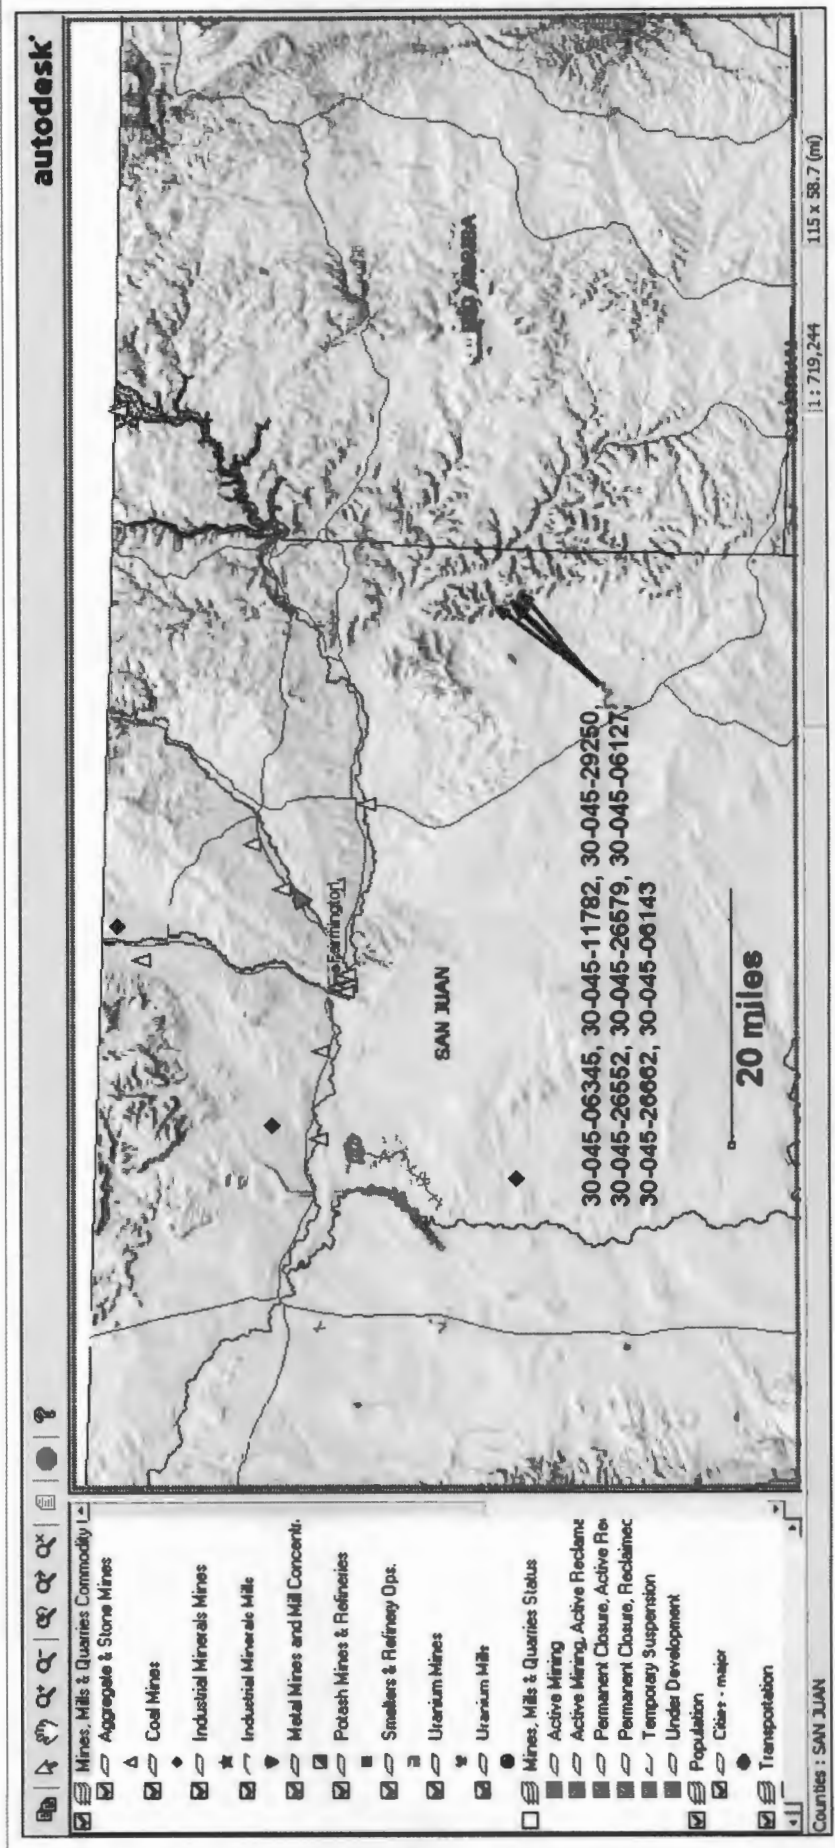 autodesk
Mines, Mills & Quarries Commodity
Aggregate & Stone Mines
Coal Mines
Industrial Minerals Mines
Industrial Minerals Mills
Metal Mines and Mill Concentr.
Potash Mines & Refineries
Smelters & Refinery Ops.
Uranium Mines
Uranium Mills
Mines, Mills & Quarries Status
Active Mining
Active Mining, Active Reclama
Permanent Closure, Active Re
Permanent Closure, Reclaimed
Temporary Suspension
Under Development
Population
Cities - major
Transportation
Farmington
SAN JUAN
ARRIBA
30-045-06345, 30-045-11782, 30-045-29250,
30-045-26552, 30-045-26579, 30-045-06127,
30-045-26662, 30-045-06143
20 miles
Counties : SAN JUAN
1: 719,244
115 x 58.7 (mi)